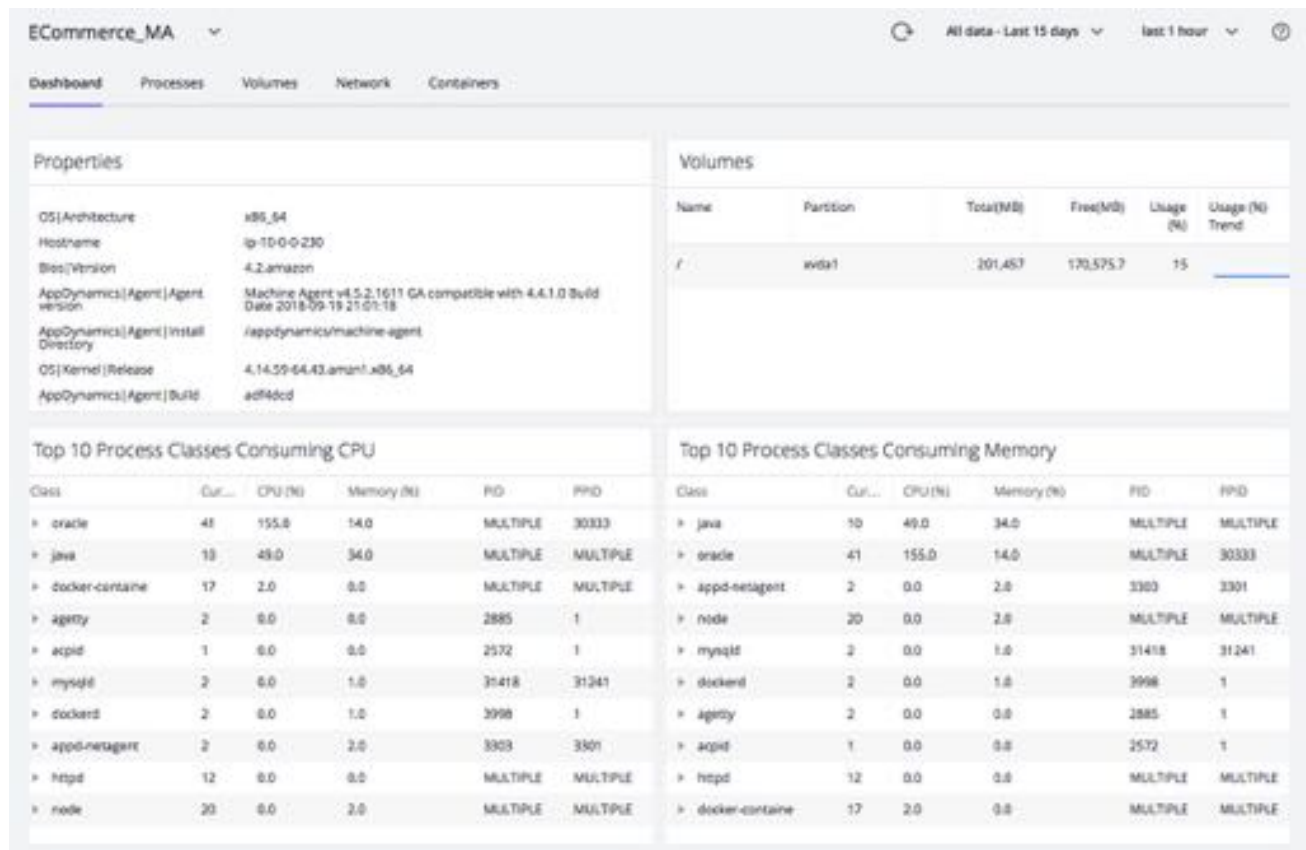 ECommerce_MA
All data - Last 15 days last 1 hour
Dashboard Processes Volumes Network Containers
Properties
OS|Architecture x86_64
Hostname ip-10-0-0-230
Bios|Version 4.2.amazon
AppDynamics|Agent|Agent version Machine Agent v4.5.2.1611 GA compatible with 4.4.1.0 Build Date 2018-09-19 21:01:18
AppDynamics|Agent|Install Directory /appdynamics/machine-agent
OS|Kernel|Release 4.14.59-64.43.amzn1.x86_64
AppDynamics|Agent|Build adf4dcd
Volumes
Name Partition Total(MB) Free(MB) Usage (%) Usage (%) Trend
/ xvda1 201,457 170,575.7 15
Top 10 Process Classes Consuming CPU
Class Cur... CPU (%) Memory (%) PID PPID
oracle 41 155.0 14.0 MULTIPLE 30333
java 10 49.0 34.0 MULTIPLE MULTIPLE
docker-containe 17 2.0 0.0 MULTIPLE MULTIPLE
agetty 2 0.0 0.0 2885 1
acpid 1 0.0 0.0 2572 1
mysqld 2 0.0 1.0 31418 31241
dockerd 2 0.0 1.0 3998 1
appd-netagent 2 0.0 2.0 3303 3301
httpd 12 0.0 0.0 MULTIPLE MULTIPLE
node 20 0.0 2.0 MULTIPLE MULTIPLE
Top 10 Process Classes Consuming Memory
Class Cur... CPU (%) Memory (%) PID PPID
java 10 49.0 34.0 MULTIPLE MULTIPLE
oracle 41 155.0 14.0 MULTIPLE 30333
appd-netagent 2 0.0 2.0 3303 3301
node 20 0.0 2.0 MULTIPLE MULTIPLE
mysqld 2 0.0 1.0 31418 31241
dockerd 2 0.0 1.0 3998 1
agetty 2 0.0 0.0 2885 1
acpid 1 0.0 0.0 2572 1
httpd 12 0.0 0.0 MULTIPLE MULTIPLE
docker-containe 17 2.0 0.0 MULTIPLE MULTIPLE